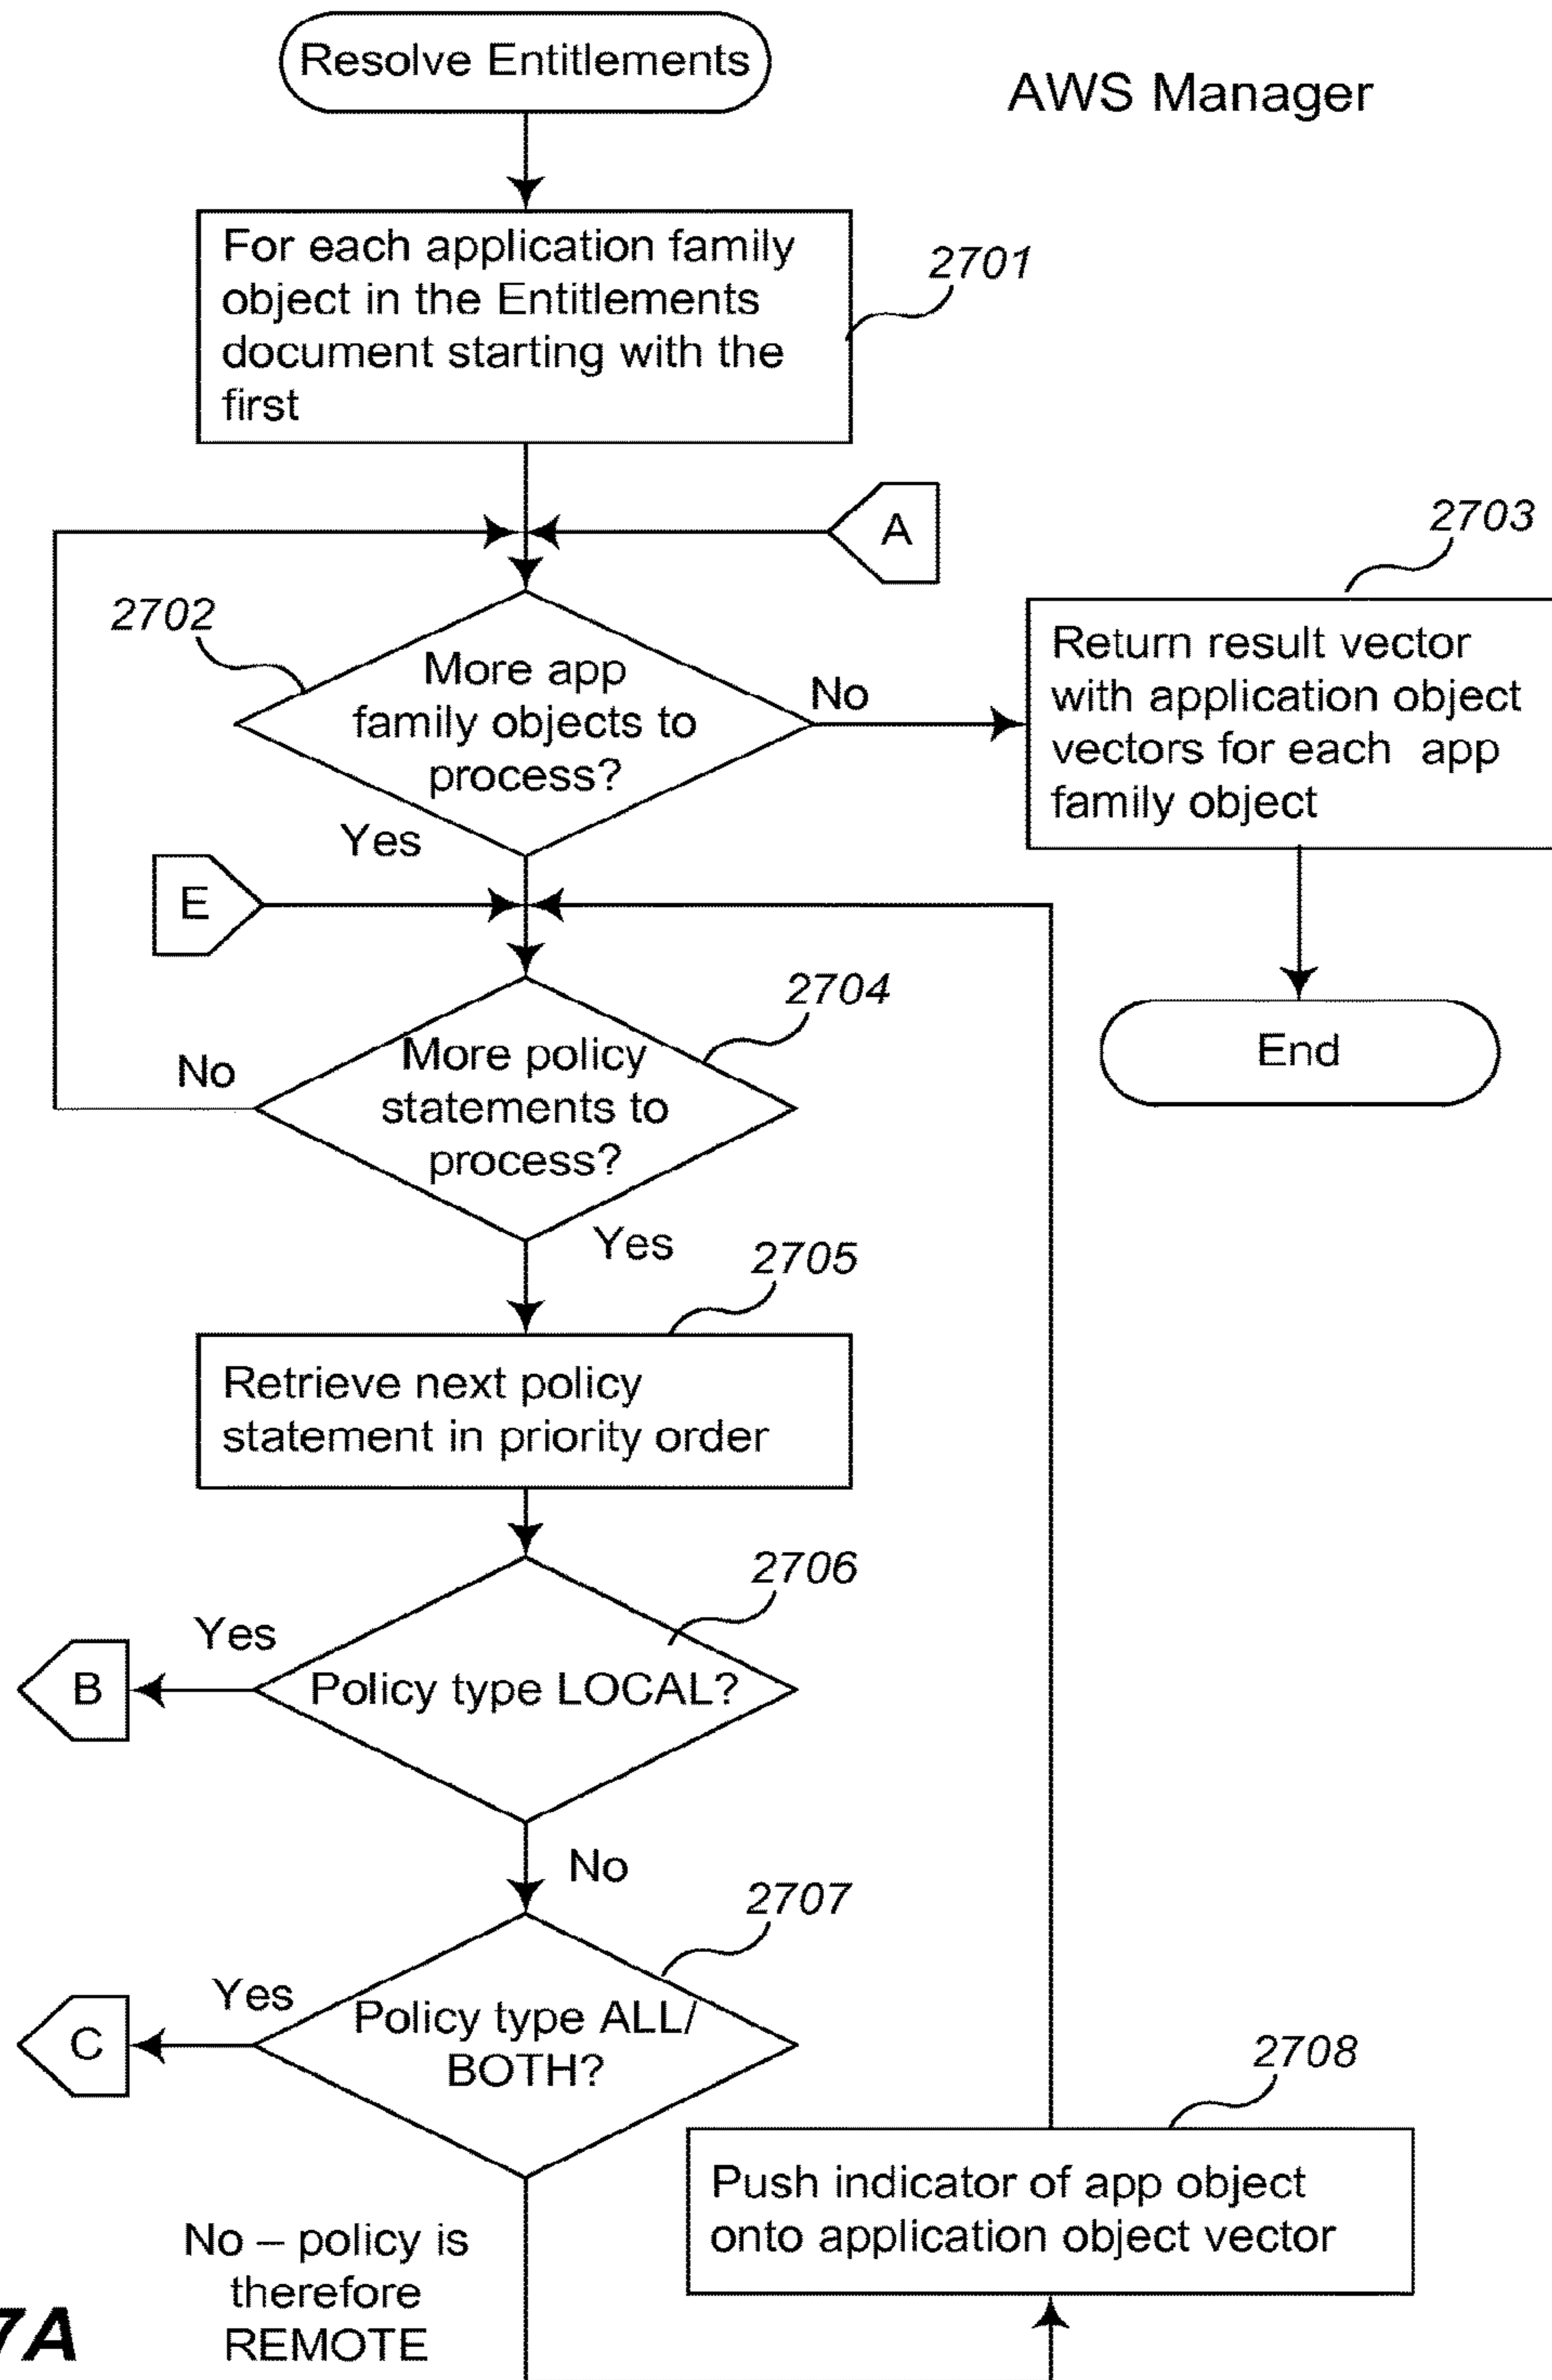 Resolve Entitlements
AWS Manager
For each application family
object in the Entitlements
document starting with the
first
2701
A
2703
2702
More app
family objects to
process?
No
Return result vector
with application object
vectors for each app
family object
Yes
E
2704
More policy
statements to
process?
No
End
Yes
2705
Retrieve next policy
statement in priority order
2706
Yes
B
Policy type LOCAL?
No
2707
Yes
C
Policy type ALL/
BOTH?
2708
Push indicator of app object
onto application object vector
No – policy is
therefore
REMOTE
7A